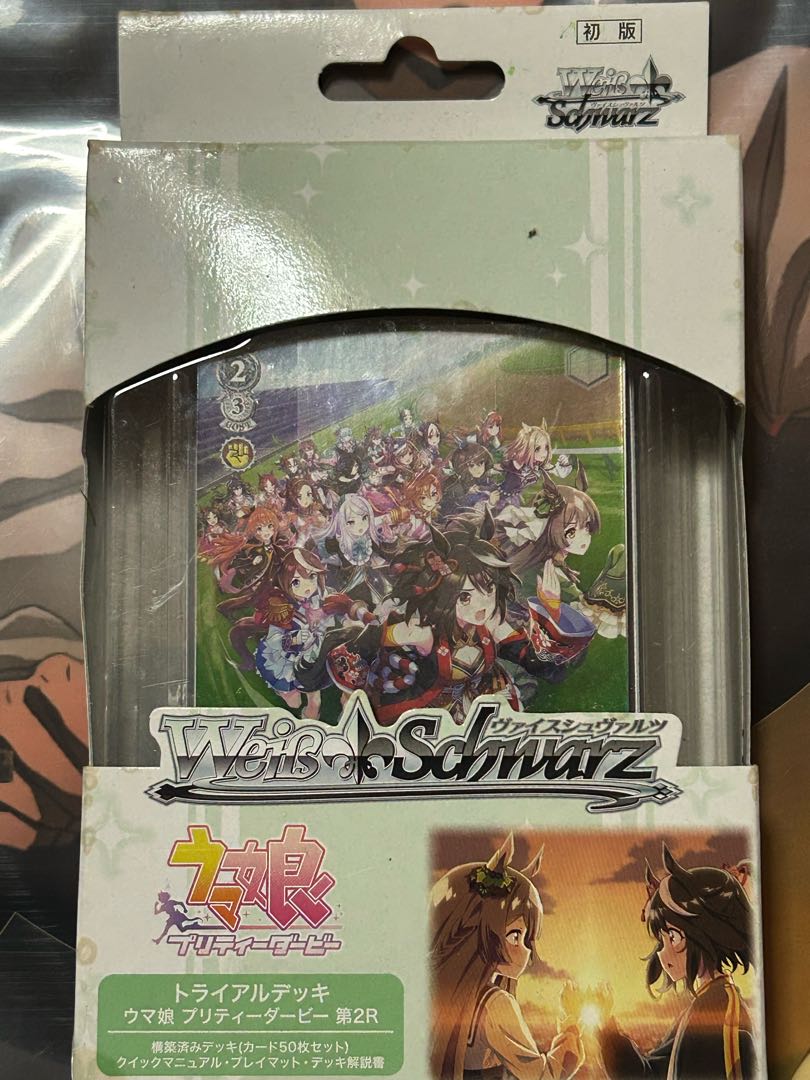 初版
Weiß Schwarz
ヴァイスシュヴァルツ
2
3
COST
ヴァイスシュヴァルツ
Weiß Schwarz
ウマ娘
プリティーダービー
トライアルデッキ
ウマ娘 プリティーダービー 第2R
構築済みデッキ(カード50枚セット)
クイックマニュアル・プレイマット・デッキ解説書